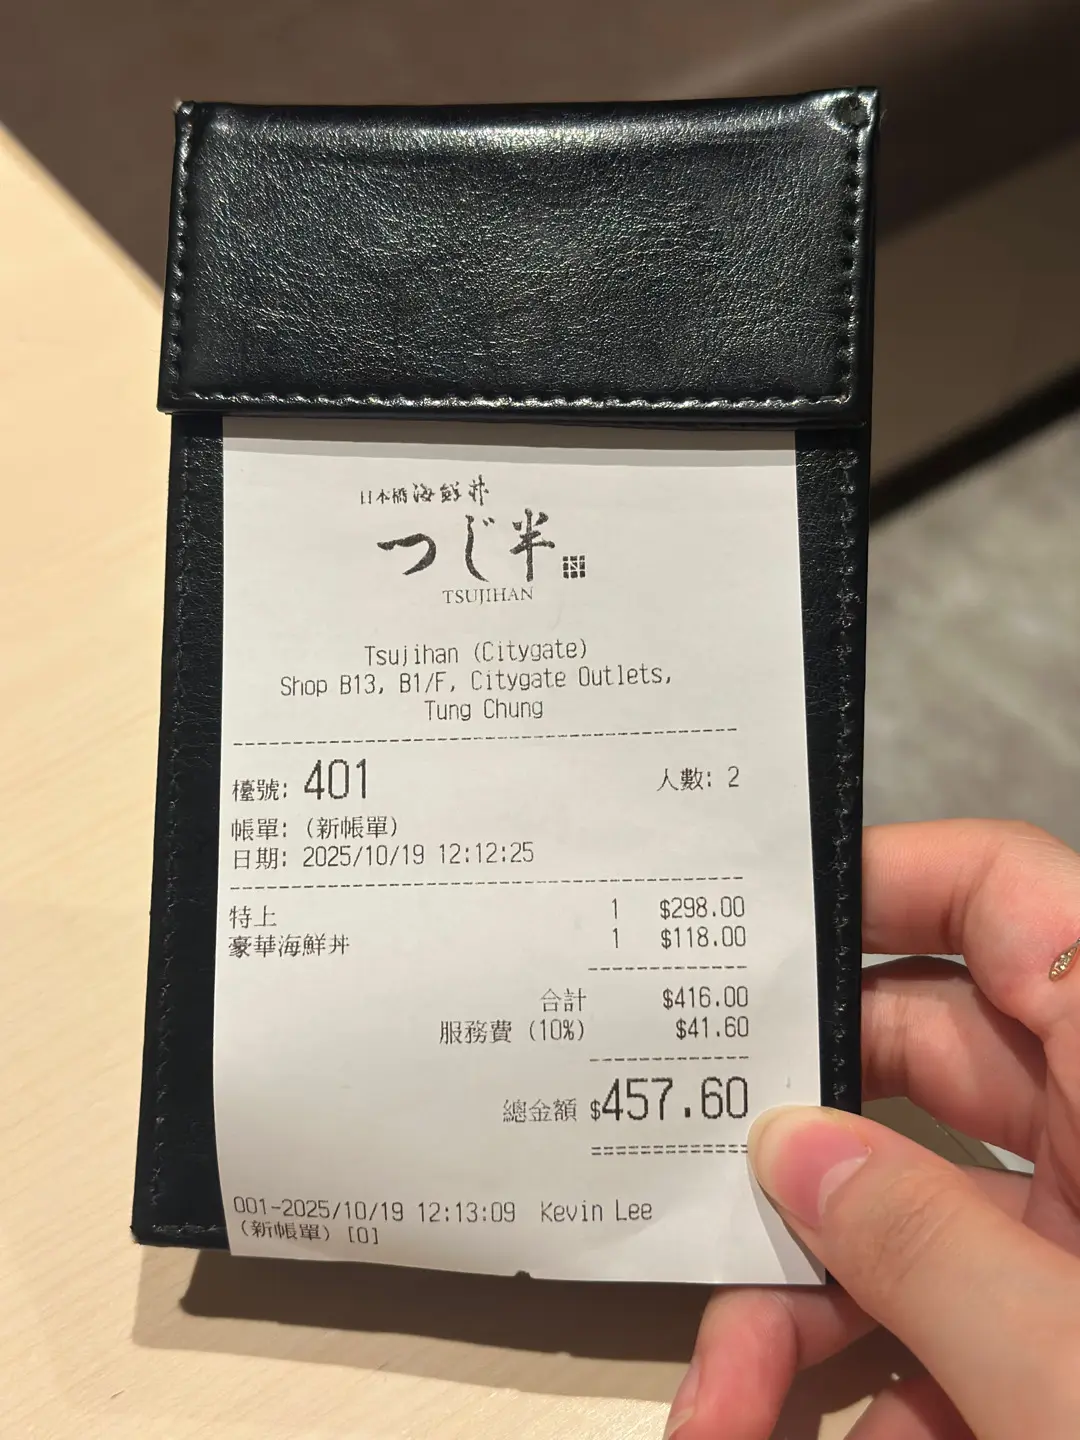 日本橋海鮮丼
つじ半
TSUJIHAN
Tsujihan (Citygate)
Shop B13, B1/F, Citygate Outlets,
Tung Chung
檯號: 401 人數: 2
帳單: (新帳單)
日期: 2025/10/19 12:12:25
特上 1 $298.00
豪華海鮮丼 1 $118.00
合計 $416.00
服務費 (10%) $41.60
總金額 $457.60
001-2025/10/19 12:13:09 Kevin Lee
(新帳單) [0]